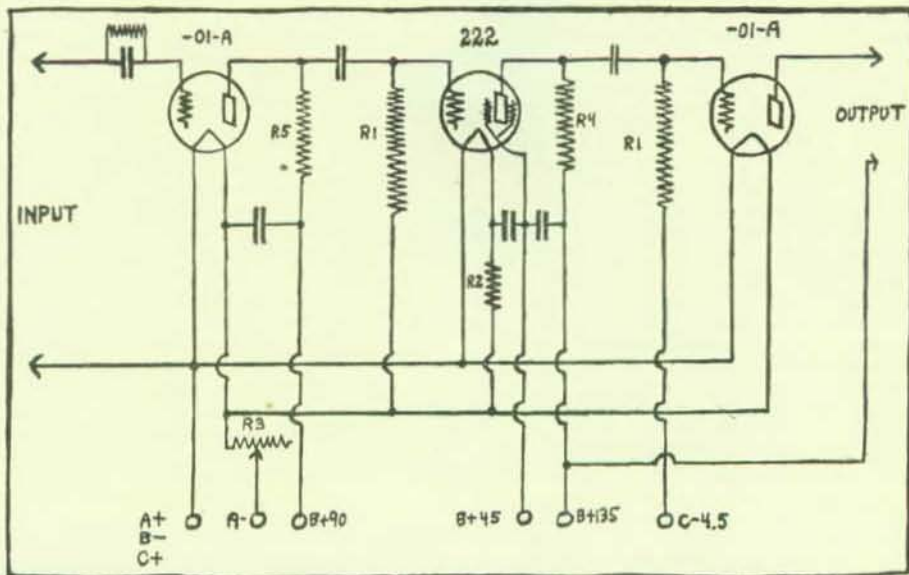 -01-A
222
-01-A
R5
R1
R4
R1
OUTPUT
INPUT
R2
R3
A+
B-
C+
A-
B+90
B+45
B+135
C-4.5